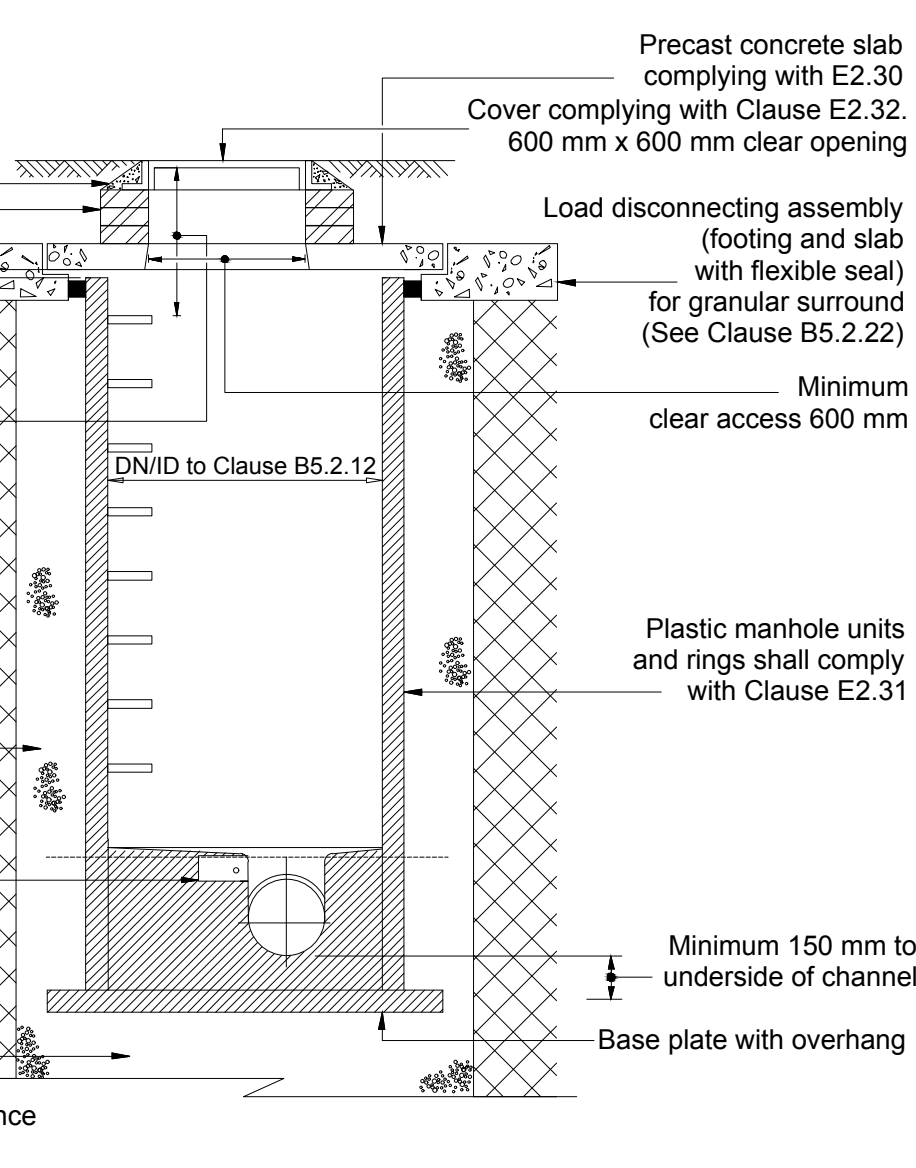 Precast concrete slab
complying with E2.30
Cover complying with Clause E2.32.
600 mm x 600 mm clear opening
Load disconnecting assembly
(footing and slab
with flexible seal)
for granular surround
(See Clause B5.2.22)
Minimum
clear access 600 mm
DN/ID to Clause B5.2.12
Plastic manhole units
and rings shall comply
with Clause E2.31
Minimum 150 mm to
underside of channel
Base plate with overhang